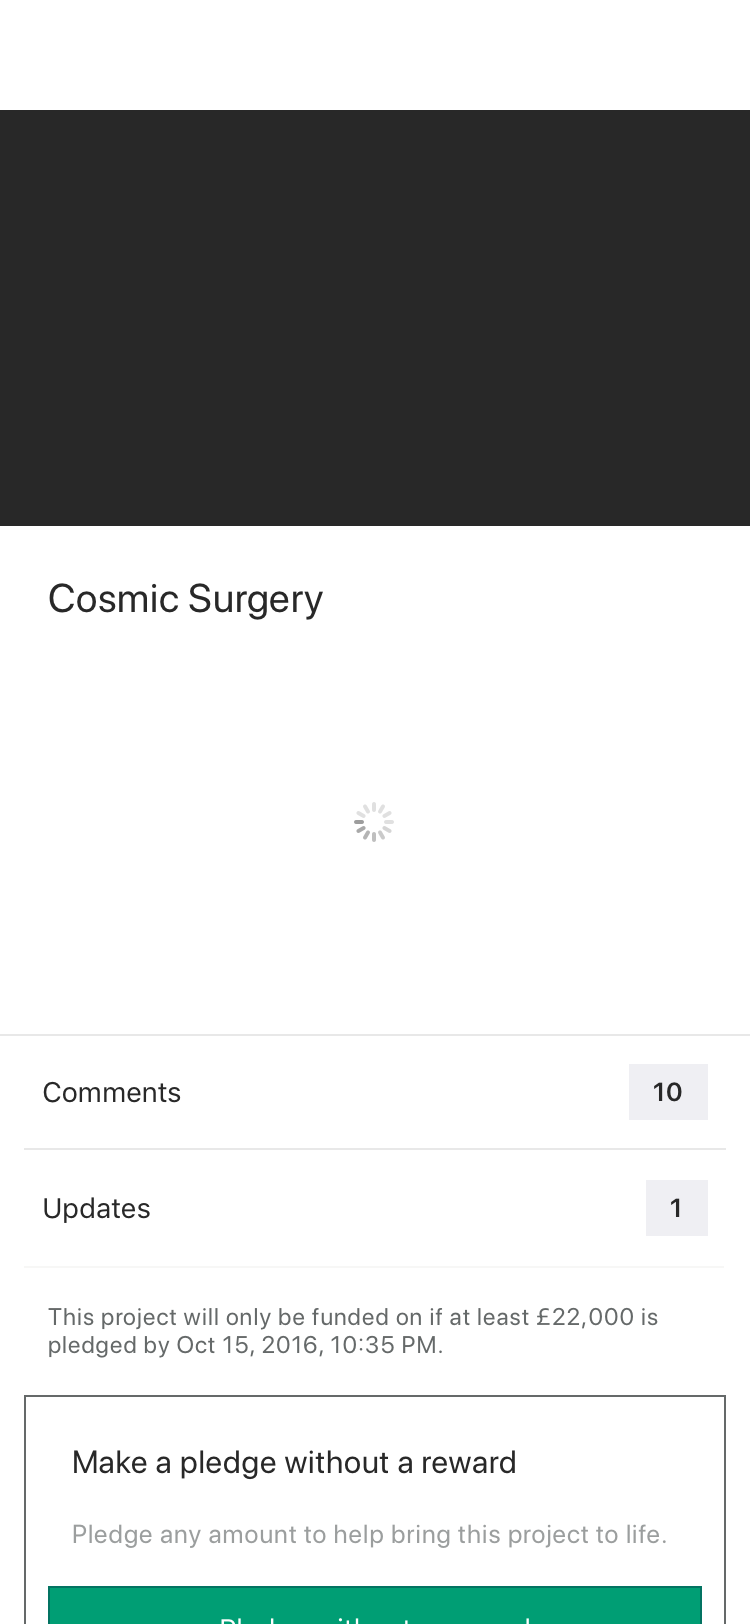 Cosmic Surgery
Comments
10
Updates
1
This project will only be funded on if at least £22,000 is
pledged by Oct 15, 2016, 10:35 PM.
Make a pledge without a reward
Pledge any amount to help bring this project to life.